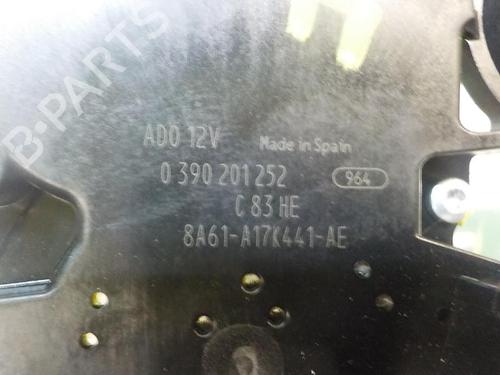 B-PARTS
ADO 12V Made in Spain
0 390 201 252 964
C 83 HE
8A61-A17K441-AE